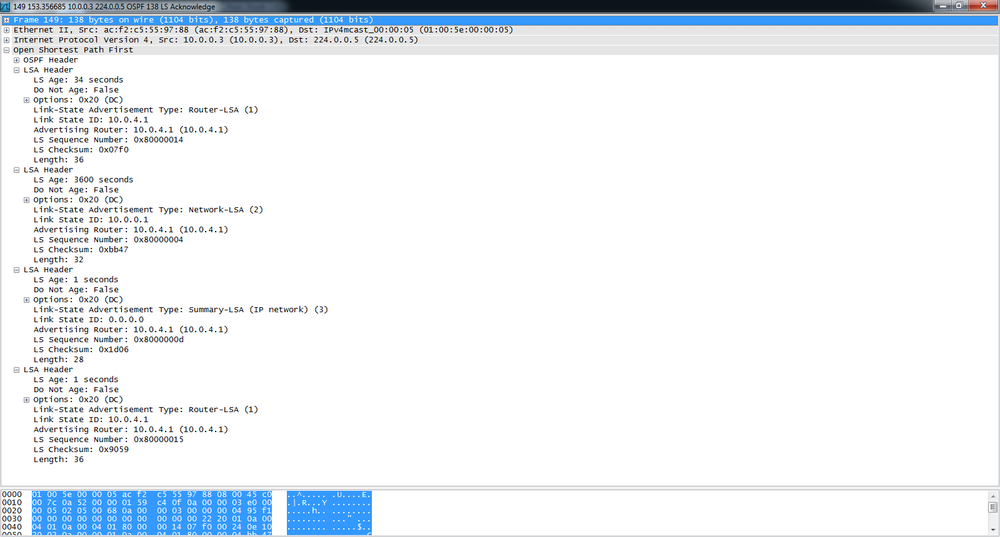 149 153.356685 10.0.0.3 224.0.0.5 OSPF 138 LS Acknowledge
Frame 149: 138 bytes on wire (1104 bits), 138 bytes captured (1104 bits)
Ethernet II, Src: ac:f2:c5:55:97:88 (ac:f2:c5:55:97:88), Dst: IPv4mcast_00:00:05 (01:00:5e:00:00:05)
Internet Protocol Version 4, Src: 10.0.0.3 (10.0.0.3), Dst: 224.0.0.5 (224.0.0.5)
Open Shortest Path First
OSPF Header
LSA Header
LS Age: 34 seconds
Do Not Age: False
Options: 0x20 (DC)
Link-State Advertisement Type: Router-LSA (1)
Link State ID: 10.0.4.1
Advertising Router: 10.0.4.1 (10.0.4.1)
LS Sequence Number: 0x80000014
LS Checksum: 0x07f0
Length: 36
LSA Header
LS Age: 3600 seconds
Do Not Age: False
Options: 0x20 (DC)
Link-State Advertisement Type: Network-LSA (2)
Link State ID: 10.0.0.1
Advertising Router: 10.0.4.1 (10.0.4.1)
LS Sequence Number: 0x80000004
LS Checksum: 0xbb47
Length: 32
LSA Header
LS Age: 1 seconds
Do Not Age: False
Options: 0x20 (DC)
Link-State Advertisement Type: Summary-LSA (IP network) (3)
Link State ID: 0.0.0.0
Advertising Router: 10.0.4.1 (10.0.4.1)
LS Sequence Number: 0x8000000d
LS Checksum: 0x1d06
Length: 28
LSA Header
LS Age: 1 seconds
Do Not Age: False
Options: 0x20 (DC)
Link-State Advertisement Type: Router-LSA (1)
Link State ID: 10.0.4.1
Advertising Router: 10.0.4.1 (10.0.4.1)
LS Sequence Number: 0x80000015
LS Checksum: 0x9059
Length: 36
0000 01 00 5e 00 00 05 ac f2 c5 55 97 88 08 00 45 c0 ..^..... .U....E.
0010 00 7c 0a 52 00 00 01 59 c4 0f 0a 00 00 03 e0 00 .|.R...Y ........
0020 00 05 02 05 00 68 0a 00 00 03 00 00 00 04 95 f1 .....h.. ........
0030 00 00 00 00 00 00 00 00 00 00 00 22 20 01 0a 00 ........ ..." ...
0040 04 01 0a 00 04 01 80 00 00 14 07 f0 00 24 0e 10 ........ .....$..
0050 20 02 0a 00 00 01 0a 00 04 01 80 00 00 04 bb 47